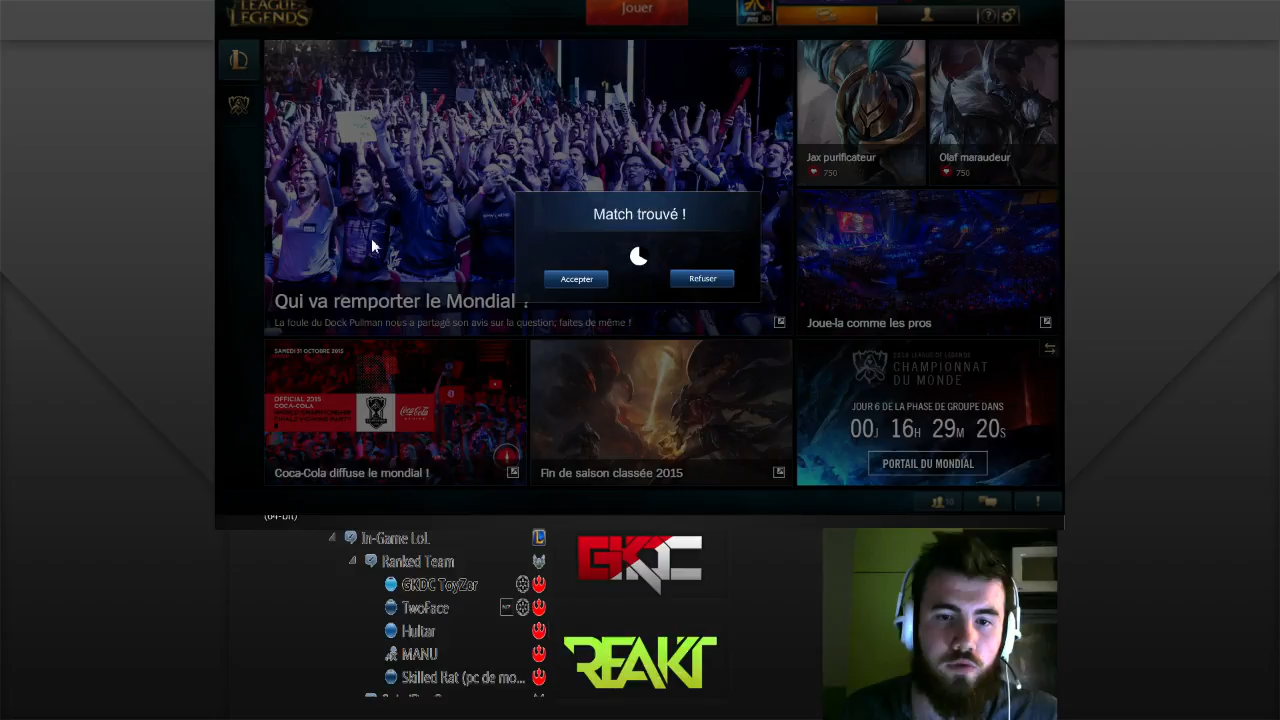 LEAGUE OF
LEGENDS
Jouer
Match trouvé !
Accepter
Refuser
Qui va remporter le Mondial ?
La foule du Dock Pullman nous a partagé son avis sur la question, faites de même !
Jax purificateur
750
Olaf maraudeur
750
Joue-la comme les pros
SAMEDI 31 OCTOBRE 2015
OFFICIAL 2015
COCA-COLA
Coca-Cola
Coca-Cola diffuse le mondial !
Fin de saison classée 2015
CHAMPIONNAT
DU MONDE
JOUR 6 DE LA PHASE DE GROUPE DANS
00J 16H 29M 20S
PORTAIL DU MONDIAL
(64-bit)
In-Game LoL
Ranked Team
GKDC ToyZor
TwoFace
Hultar
MANU
Skilled Rat (pc de mo...
GKDC
REAKT